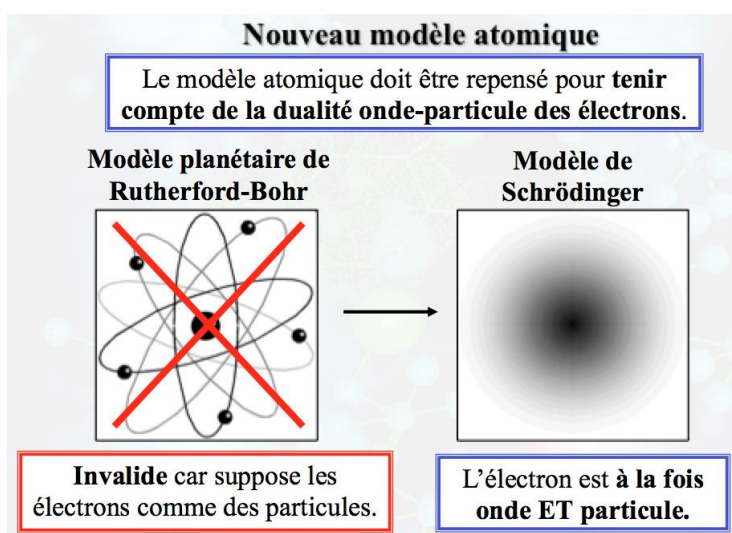 Nouveau modèle atomique
Le modèle atomique doit être repensé pour tenir
compte de la dualité onde-particule des électrons.
Modèle planétaire de
Rutherford-Bohr
Modèle de
Schrödinger
Invalide car suppose les
électrons comme des particules.
L'électron est à la fois
onde ET particule.